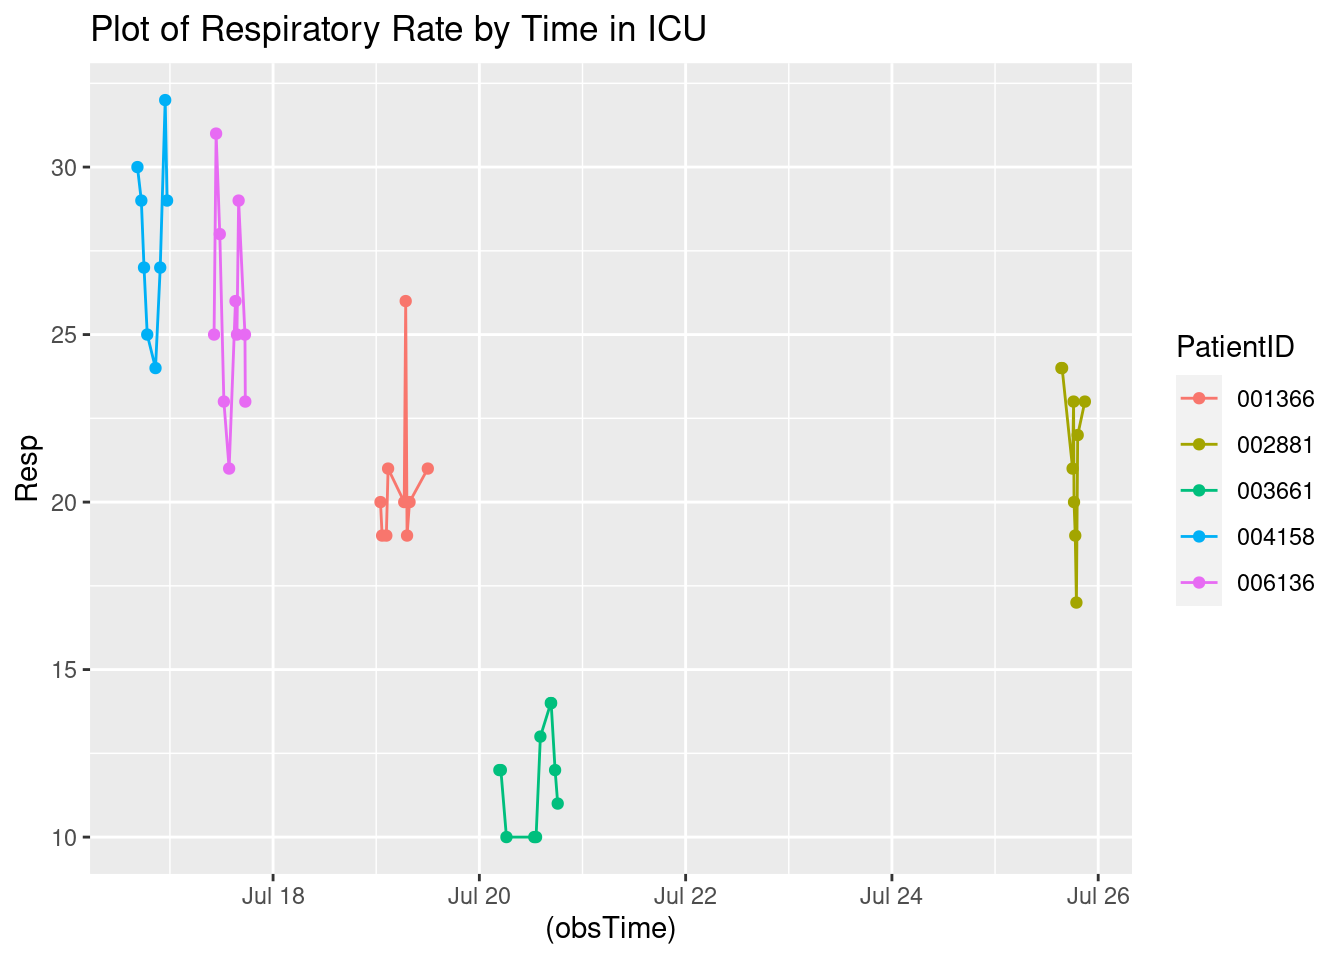 Plot of Respiratory Rate by Time in ICU
Resp
30
25
20
15
10
Jul 18
Jul 20
Jul 22
Jul 24
Jul 26
(obsTime)
PatientID
001366
002881
003661
004158
006136